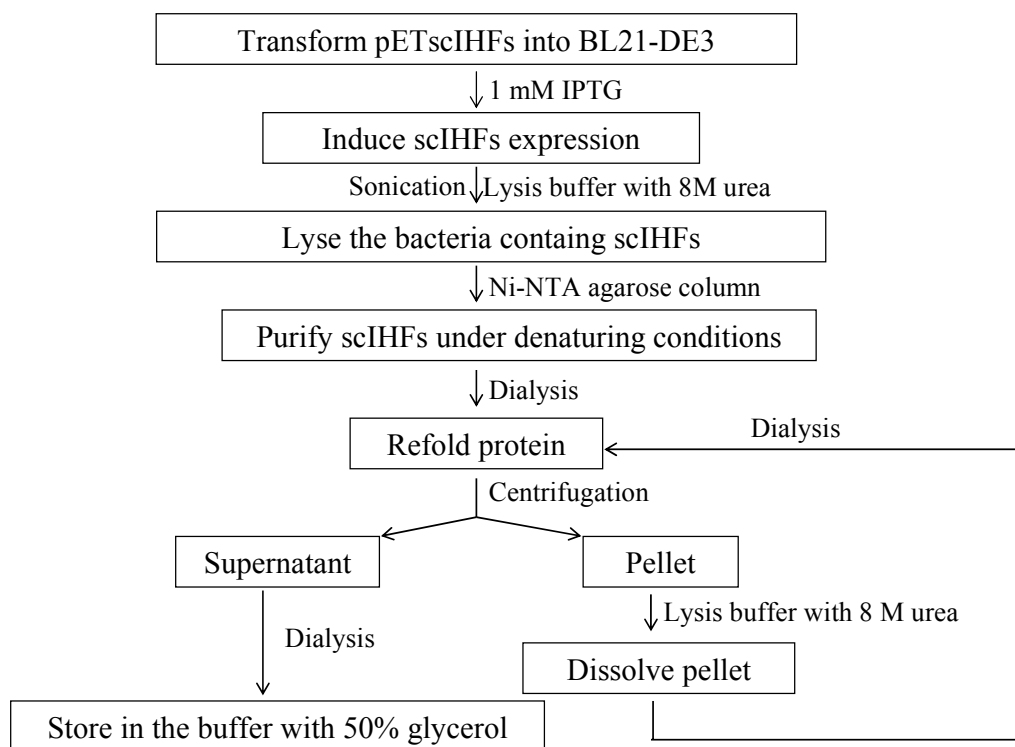 Transform pETscIHFs into BL21-DE3
1 mM IPTG
Induce scIHFs expression
Sonication Lysis buffer with 8M urea
Lyse the bacteria containg scIHFs
Ni-NTA agarose column
Purify scIHFs under denaturing conditions
Dialysis
Refold protein
Dialysis
Centrifugation
Supernatant
Pellet
Lysis buffer with 8 M urea
Dialysis
Dissolve pellet
Store in the buffer with 50% glycerol